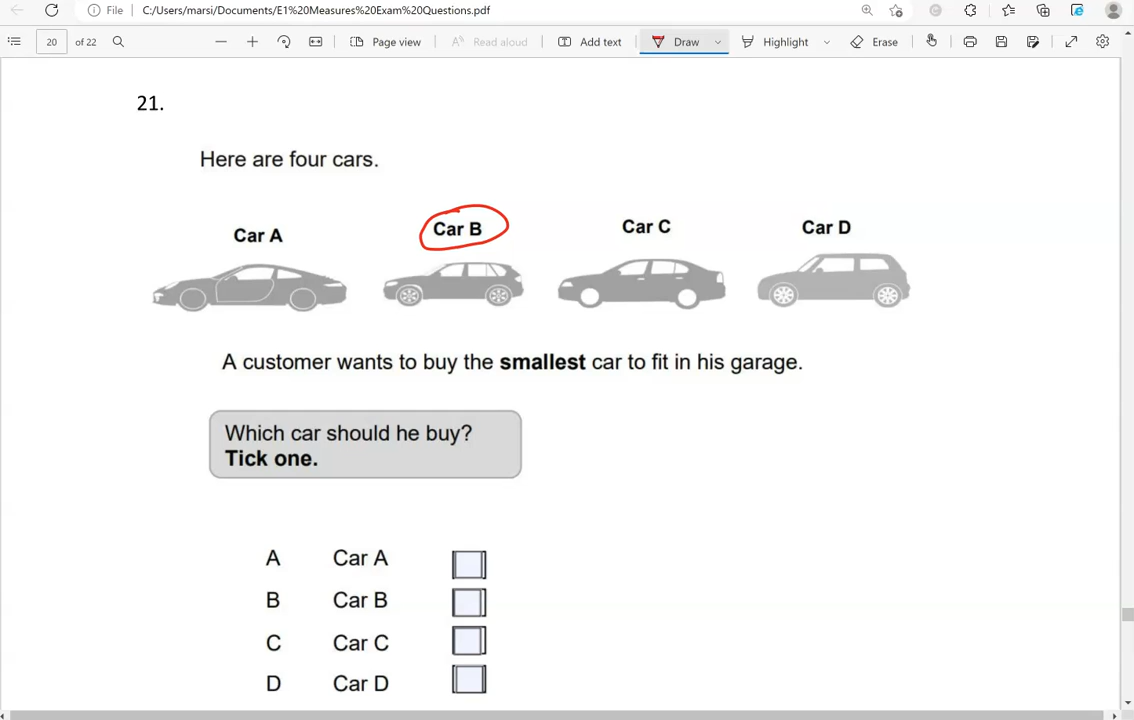 File
C:/Users/marsi/Documents/E1%20Measures%20Exam%20Questions.pdf
20 of 22
Page view
Read aloud
Add text
Draw
Highlight
Erase
21.
Here are four cars.
Car A
Car B
Car C
Car D
A customer wants to buy the smallest car to fit in his garage.
Which car should he buy?
Tick one.
A Car A
B Car B
C Car C
D Car D